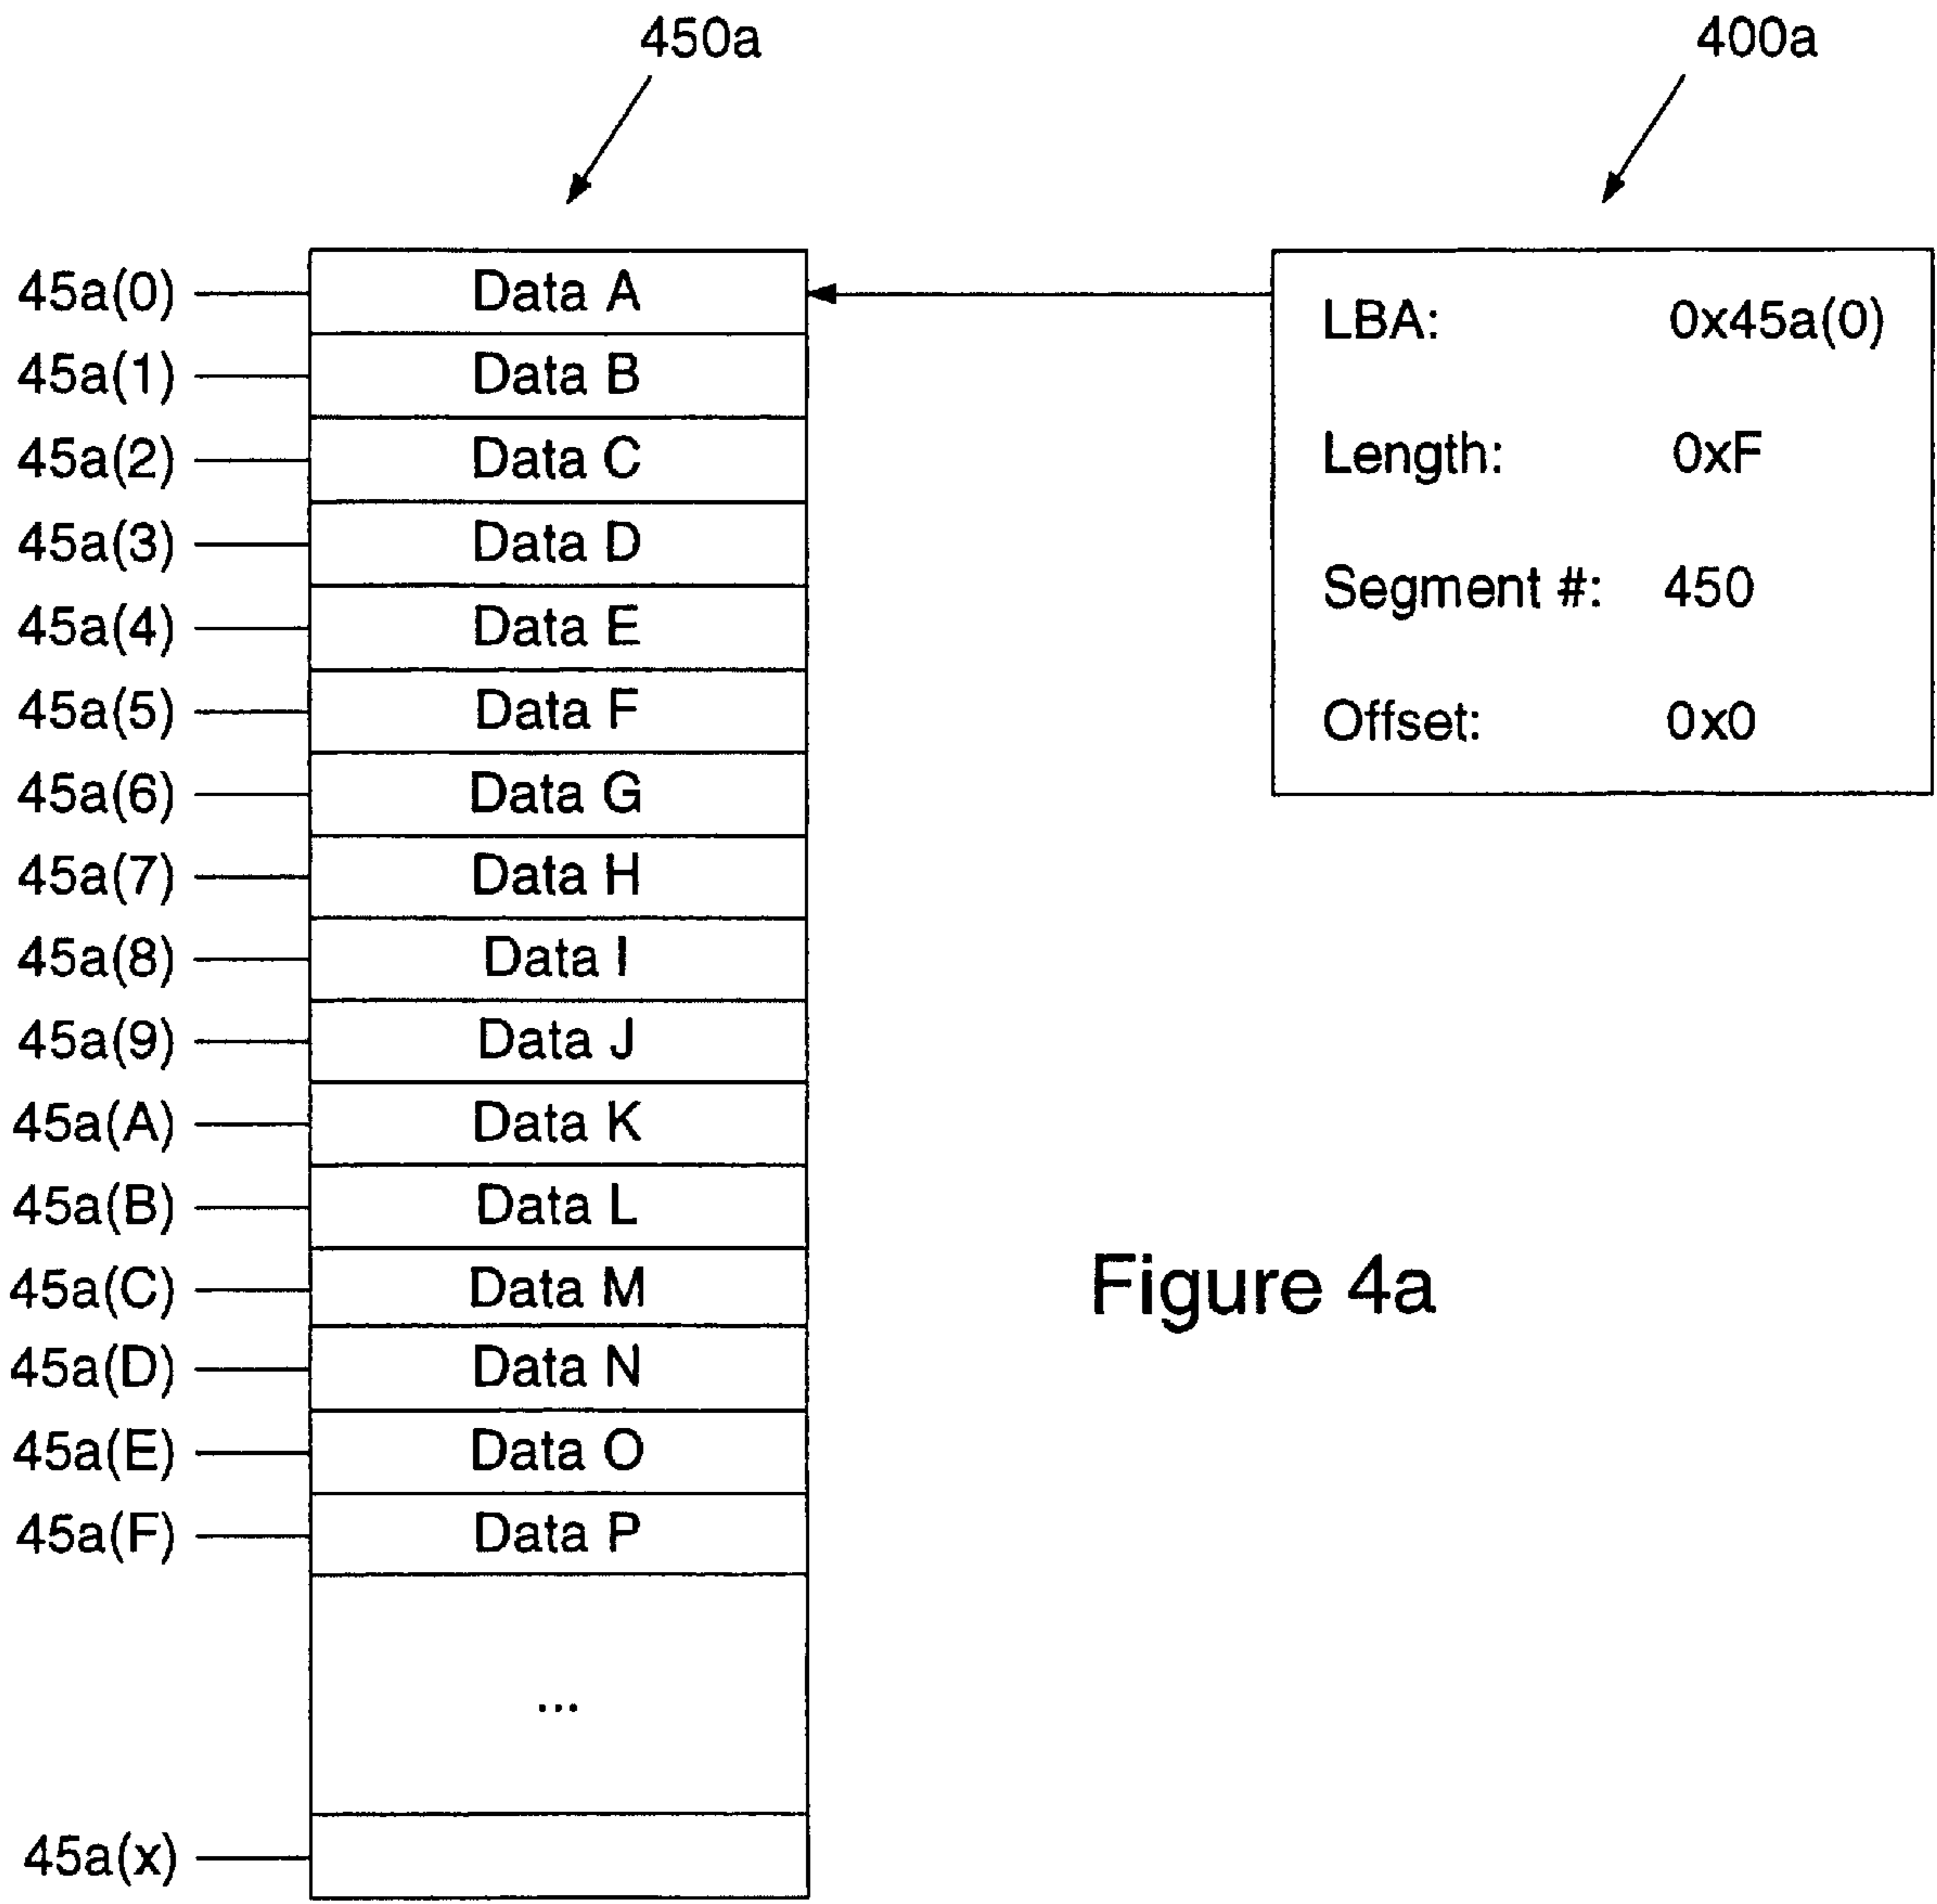 450a
400a
45a(0) Data A
45a(1) Data B
45a(2) Data C
45a(3) Data D
45a(4) Data E
45a(5) Data F
45a(6) Data G
45a(7) Data H
45a(8) Data I
45a(9) Data J
45a(A) Data K
45a(B) Data L
45a(C) Data M
45a(D) Data N
45a(E) Data O
45a(F) Data P
...
45a(x)
LBA: 0x45a(0)
Length: 0xF
Segment #: 450
Offset: 0x0
Figure 4a